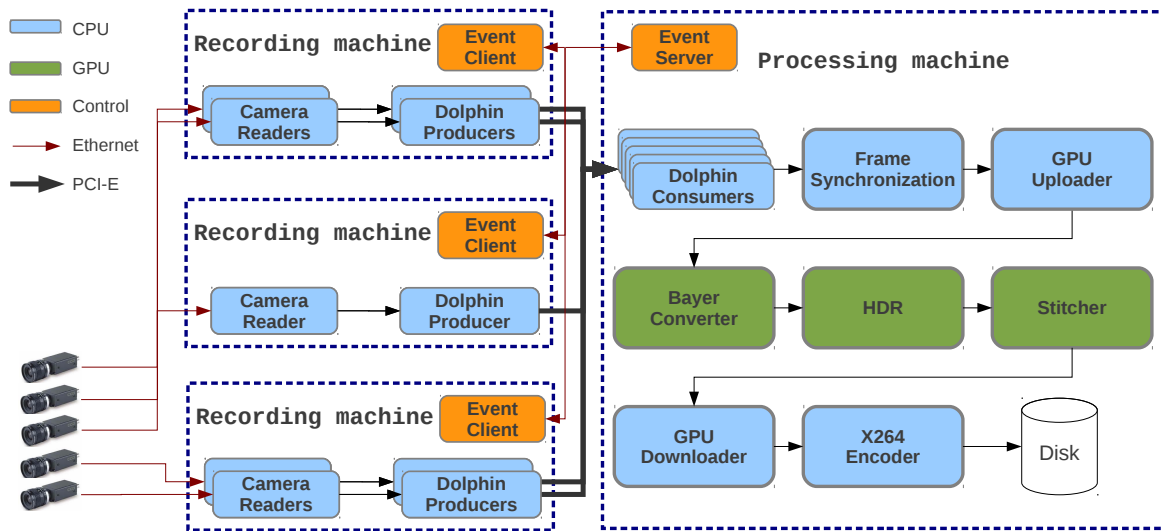 CPU
GPU
Control
Ethernet
PCI-E
Recording machine
Event
Client
Camera
Readers
Dolphin
Producers
Recording machine
Event
Client
Camera
Reader
Dolphin
Producer
Recording machine
Event
Client
Camera
Readers
Dolphin
Producers
Event
Server
Processing machine
Dolphin
Consumers
Frame
Synchronization
GPU
Uploader
Bayer
Converter
HDR
Stitcher
GPU
Downloader
X264
Encoder
Disk